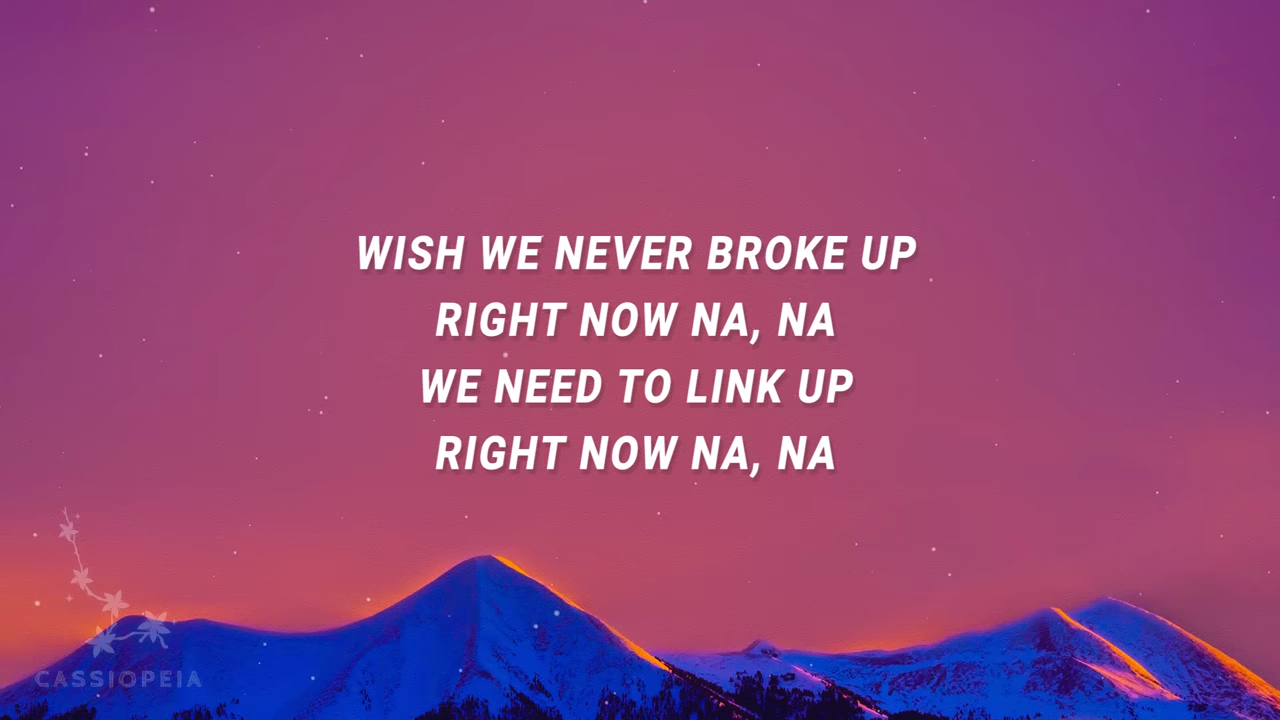 WISH WE NEVER BROKE UP
RIGHT NOW NA, NA
WE NEED TO LINK UP
RIGHT NOW NA, NA
CASSIOPEIA